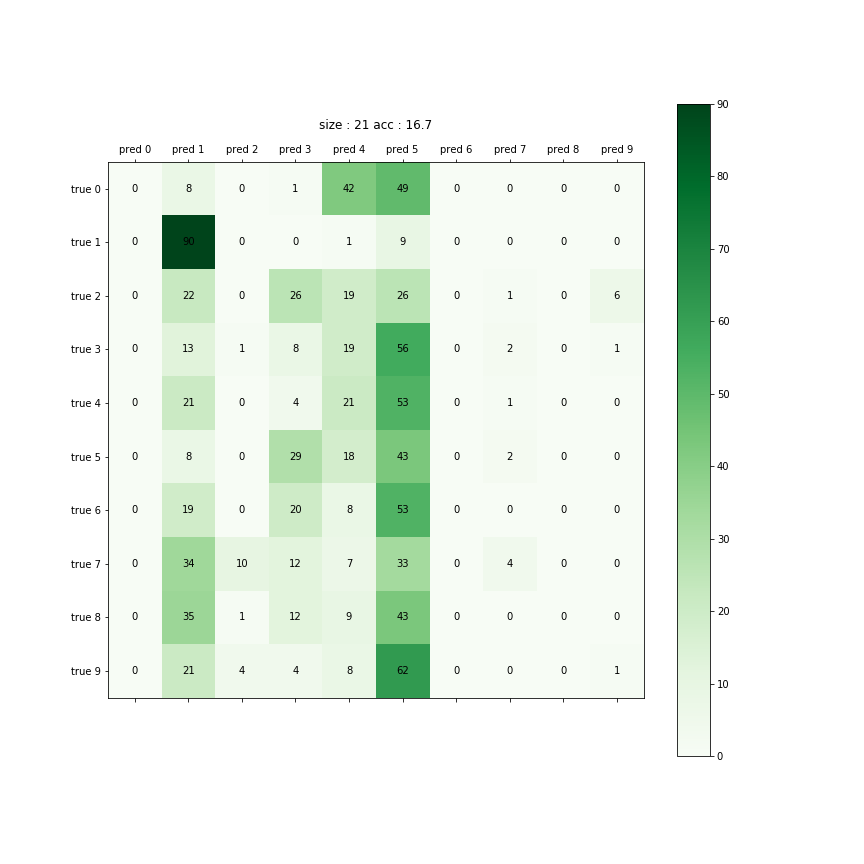 size : 21 acc : 16.7
pred 0 pred 1 pred 2 pred 3 pred 4 pred 5 pred 6 pred 7 pred 8 pred 9
true 0 0 8 0 1 42 49 0 0 0 0
true 1 0 90 0 0 1 9 0 0 0 0
true 2 0 22 0 26 19 26 0 1 0 6
true 3 0 13 1 8 19 56 0 2 0 1
true 4 0 21 0 4 21 53 0 1 0 0
true 5 0 8 0 29 18 43 0 2 0 0
true 6 0 19 0 20 8 53 0 0 0 0
true 7 0 34 10 12 7 33 0 4 0 0
true 8 0 35 1 12 9 43 0 0 0 0
true 9 0 21 4 4 8 62 0 0 0 1
90
80
70
60
50
40
30
20
10
0